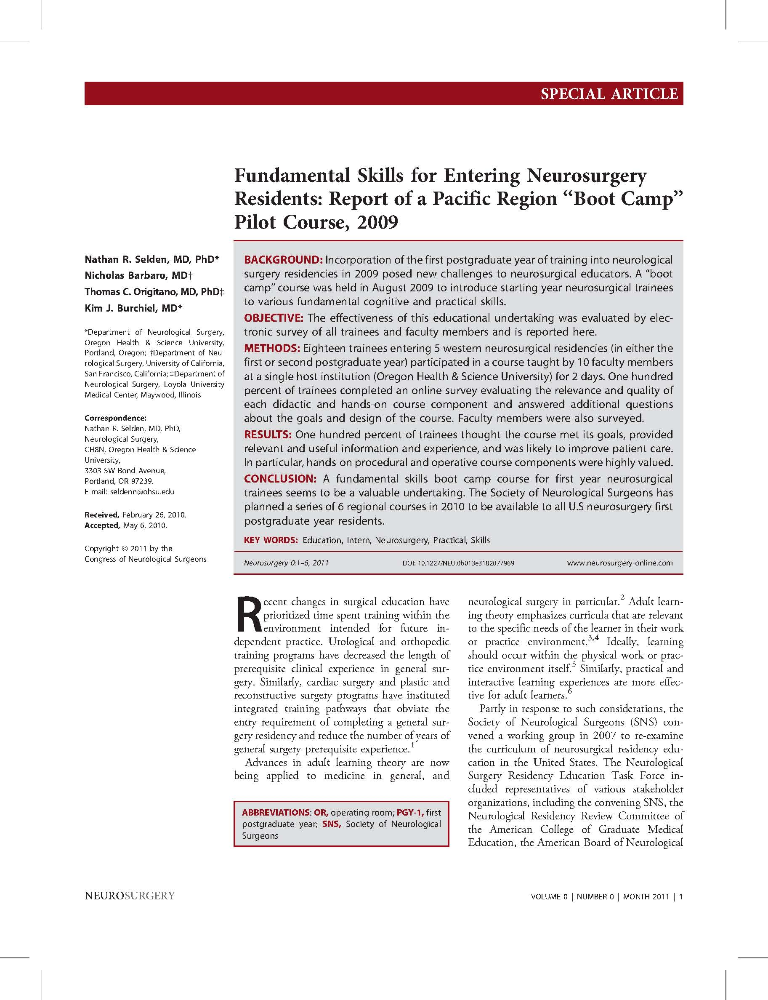 SPECIAL ARTICLE
Fundamental Skills for Entering Neurosurgery
Residents: Report of a Pacific Region “Boot Camp”
Pilot Course, 2009
Nathan R. Selden, MD, PhD*
Nicholas Barbaro, MD†
Thomas C. Origitano, MD, PhD‡
Kim J. Burchiel, MD*
*Department of Neurological Surgery,
Oregon Health & Science University,
Portland, Oregon; †Department of Neu-
rological Surgery, University of California,
San Francisco, California; ‡Department of
Neurological Surgery, Loyola University
Medical Center, Maywood, Illinois
Correspondence:
Nathan R. Selden, MD, PhD,
Neurological Surgery,
CH8N, Oregon Health & Science
University,
3303 SW Bond Avenue,
Portland, OR 97239.
E-mail: seldenn@ohsu.edu
Received, February 26, 2010.
Accepted, May 6, 2010.
Copyright © 2011 by the
Congress of Neurological Surgeons
BACKGROUND: Incorporation of the first postgraduate year of training into neurological
surgery residencies in 2009 posed new challenges to neurosurgical educators. A “boot
camp” course was held in August 2009 to introduce starting year neurosurgical trainees
to various fundamental cognitive and practical skills.
OBJECTIVE: The effectiveness of this educational undertaking was evaluated by elec-
tronic survey of all trainees and faculty members and is reported here.
METHODS: Eighteen trainees entering 5 western neurosurgical residencies (in either the
first or second postgraduate year) participated in a course taught by 10 faculty members
at a single host institution (Oregon Health & Science University) for 2 days. One hundred
percent of trainees completed an online survey evaluating the relevance and quality of
each didactic and hands-on course component and answered additional questions
about the goals and design of the course. Faculty members were also surveyed.
RESULTS: One hundred percent of trainees thought the course met its goals, provided
relevant and useful information and experience, and was likely to improve patient care.
In particular, hands-on procedural and operative course components were highly valued.
CONCLUSION: A fundamental skills boot camp course for first year neurosurgical
trainees seems to be a valuable undertaking. The Society of Neurological Surgeons has
planned a series of 6 regional courses in 2010 to be available to all U.S neurosurgery first
postgraduate year residents.
KEY WORDS: Education, Intern, Neurosurgery, Practical, Skills
Neurosurgery 0:1–6, 2011 DOI: 10.1227/NEU.0b013e3182077969 www.neurosurgery-online.com
Recent changes in surgical education have
prioritized time spent training within the
environment intended for future in-
dependent practice. Urological and orthopedic
training programs have decreased the length of
prerequisite clinical experience in general sur-
gery. Similarly, cardiac surgery and plastic and
reconstructive surgery programs have instituted
integrated training pathways that obviate the
entry requirement of completing a general sur-
gery residency and reduce the number of years of
general surgery prerequisite experience.1
Advances in adult learning theory are now
being applied to medicine in general, and
ABBREVIATIONS: OR, operating room; PGY-1, first
postgraduate year; SNS, Society of Neurological
Surgeons
neurological surgery in particular.2 Adult learn-
ing theory emphasizes curricula that are relevant
to the specific needs of the learner in their work
or practice environment.3,4 Ideally, learning
should occur within the physical work or prac-
tice environment itself.5 Similarly, practical and
interactive learning experiences are more effec-
tive for adult learners.6
Partly in response to such considerations, the
Society of Neurological Surgeons (SNS) con-
vened a working group in 2007 to re-examine
the curriculum of neurosurgical residency edu-
cation in the United States. The Neurological
Surgery Residency Education Task Force in-
cluded representatives of various stakeholder
organizations, including the convening SNS, the
Neurological Residency Review Committee of
the American College of Graduate Medical
Education, the American Board of Neurological
NEUROSURGERY
VOLUME 0 | NUMBER 0 | MONTH 2011 | 1